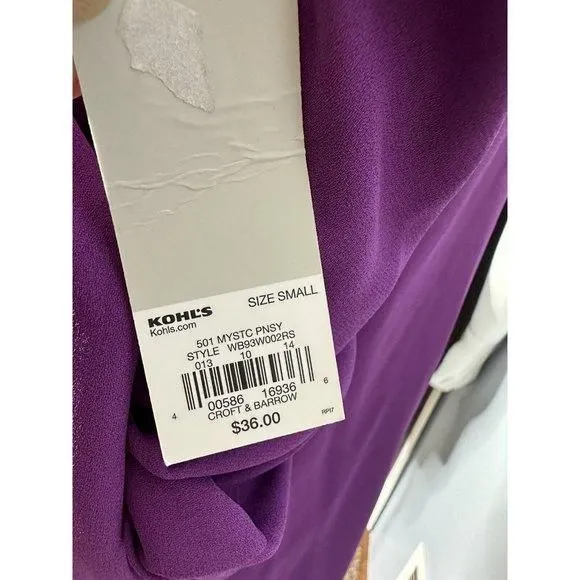 KOHL'S SIZE SMALL
Kohls.com
501 MYSTC PNSY
STYLE WB93W002RS
013 10 14
4 00586 16936 6
CROFT & BARROW
$36.00 RPI7